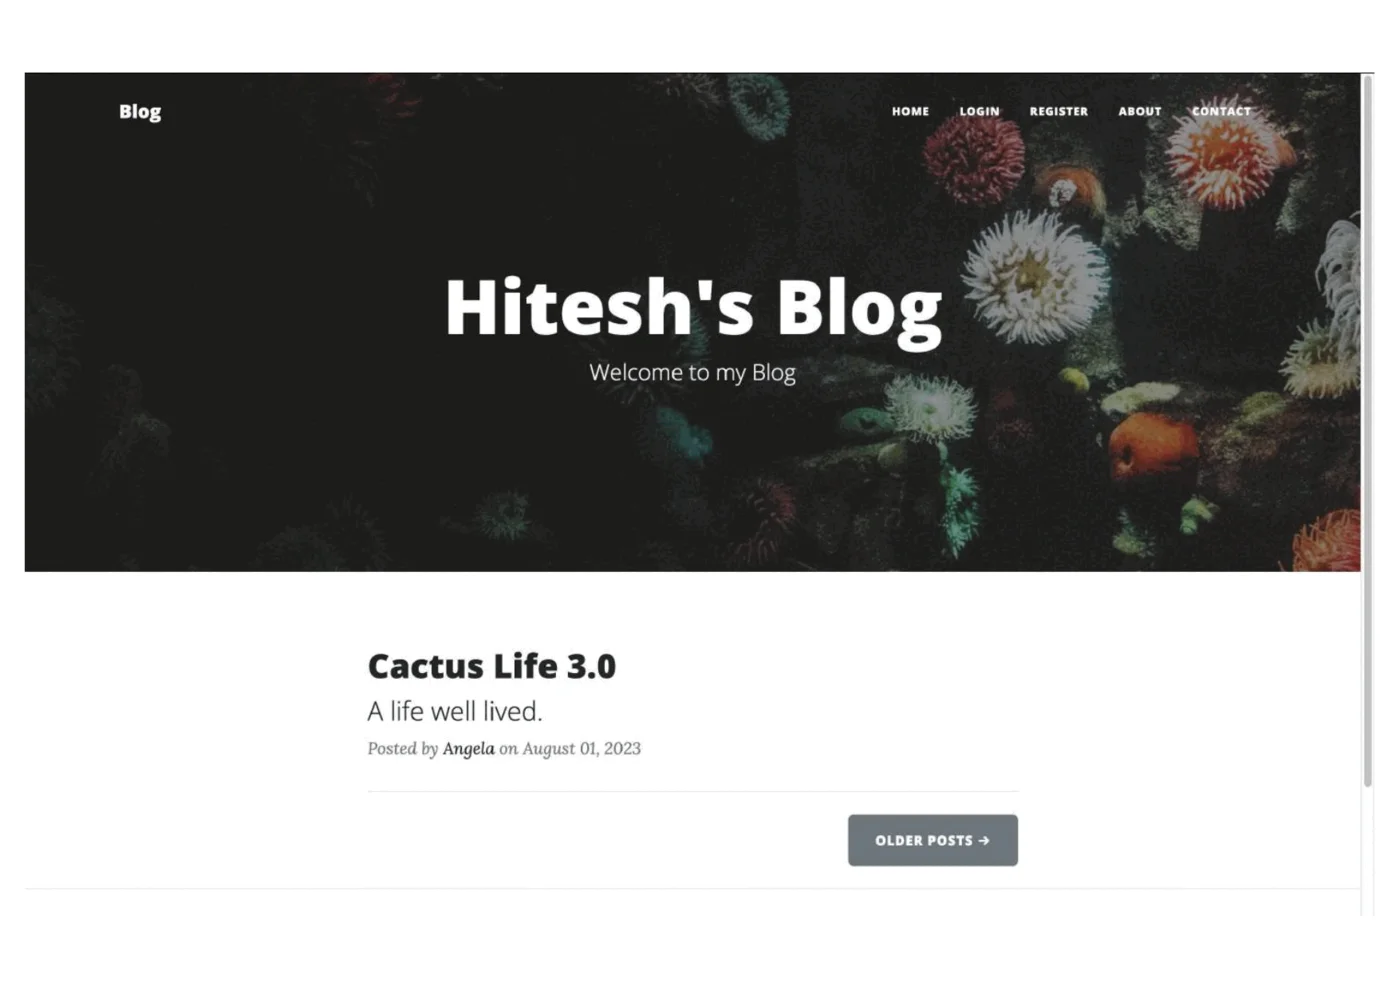 Blog
HOME LOGIN REGISTER ABOUT CONTACT
Hitesh's Blog
Welcome to my Blog
Cactus Life 3.0
A life well lived.
Posted by Angela on August 01, 2023
OLDER POSTS →